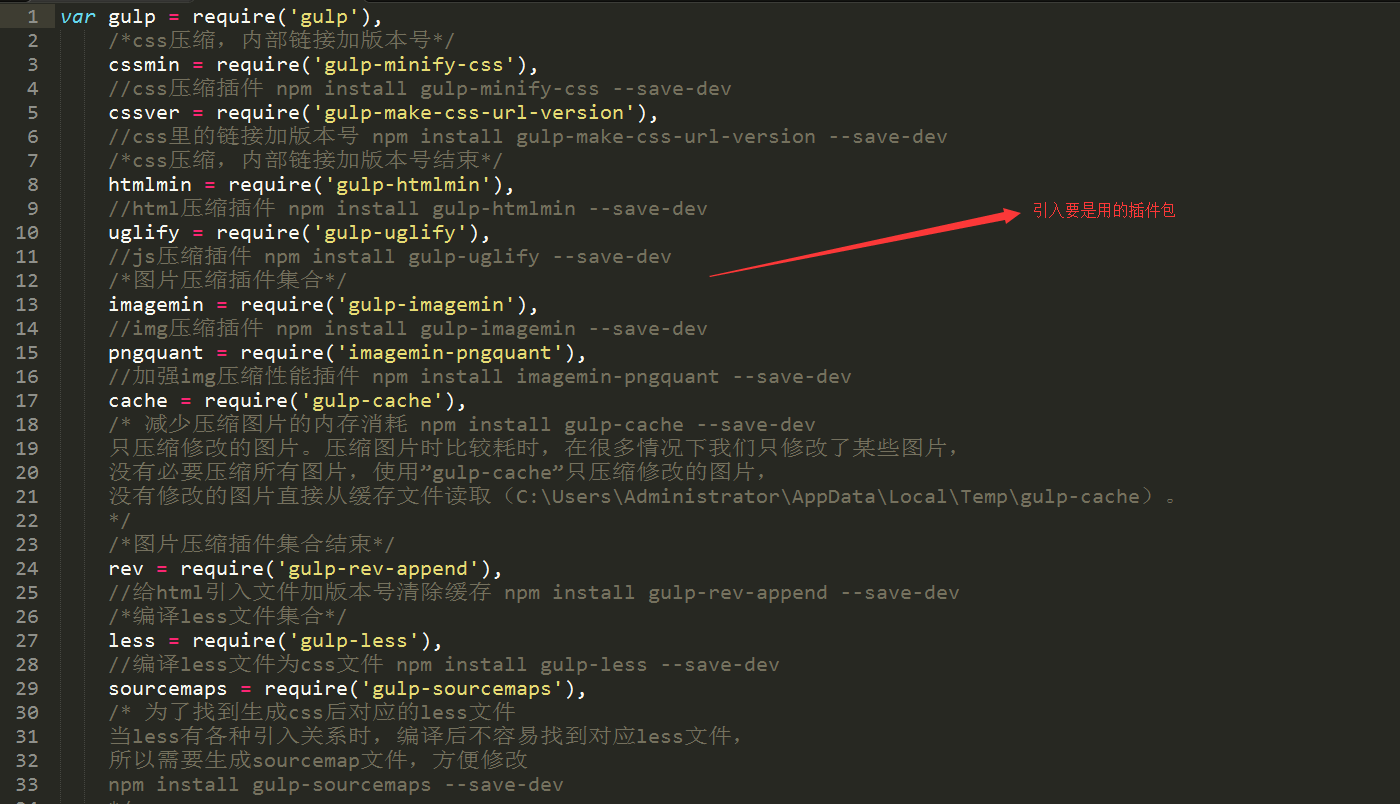 1 var gulp = require('gulp'),
2 /*css压缩，内部链接加版本号*/
3 cssmin = require('gulp-minify-css'),
4 //css压缩插件 npm install gulp-minify-css --save-dev
5 cssver = require('gulp-make-css-url-version'),
6 //css里的链接加版本号 npm install gulp-make-css-url-version --save-dev
7 /*css压缩，内部链接加版本号结束*/
8 htmlmin = require('gulp-htmlmin'),
9 //html压缩插件 npm install gulp-htmlmin --save-dev
引入要是用的插件包
10 uglify = require('gulp-uglify'),
11 //js压缩插件 npm install gulp-uglify --save-dev
12 /*图片压缩插件集合*/
13 imagemin = require('gulp-imagemin'),
14 //img压缩插件 npm install gulp-imagemin --save-dev
15 pngquant = require('imagemin-pngquant'),
16 //加强img压缩性能插件 npm install imagemin-pngquant --save-dev
17 cache = require('gulp-cache'),
18 /* 减少压缩图片的内存消耗 npm install gulp-cache --save-dev
19 只压缩修改的图片。压缩图片时比较耗时，在很多情况下我们只修改了某些图片，
20 没有必要压缩所有图片，使用”gulp-cache”只压缩修改的图片，
21 没有修改的图片直接从缓存文件读取（C:\Users\Administrator\AppData\Local\Temp\gulp-cache）。
22 */
23 /*图片压缩插件集合结束*/
24 rev = require('gulp-rev-append'),
25 //给html引入文件加版本号清除缓存 npm install gulp-rev-append --save-dev
26 /*编译less文件集合*/
27 less = require('gulp-less'),
28 //编译less文件为css文件 npm install gulp-less --save-dev
29 sourcemaps = require('gulp-sourcemaps'),
30 /* 为了找到生成css后对应的less文件
31 当less有各种引入关系时，编译后不容易找到对应less文件，
32 所以需要生成sourcemap文件，方便修改
33 npm install gulp-sourcemaps --save-dev